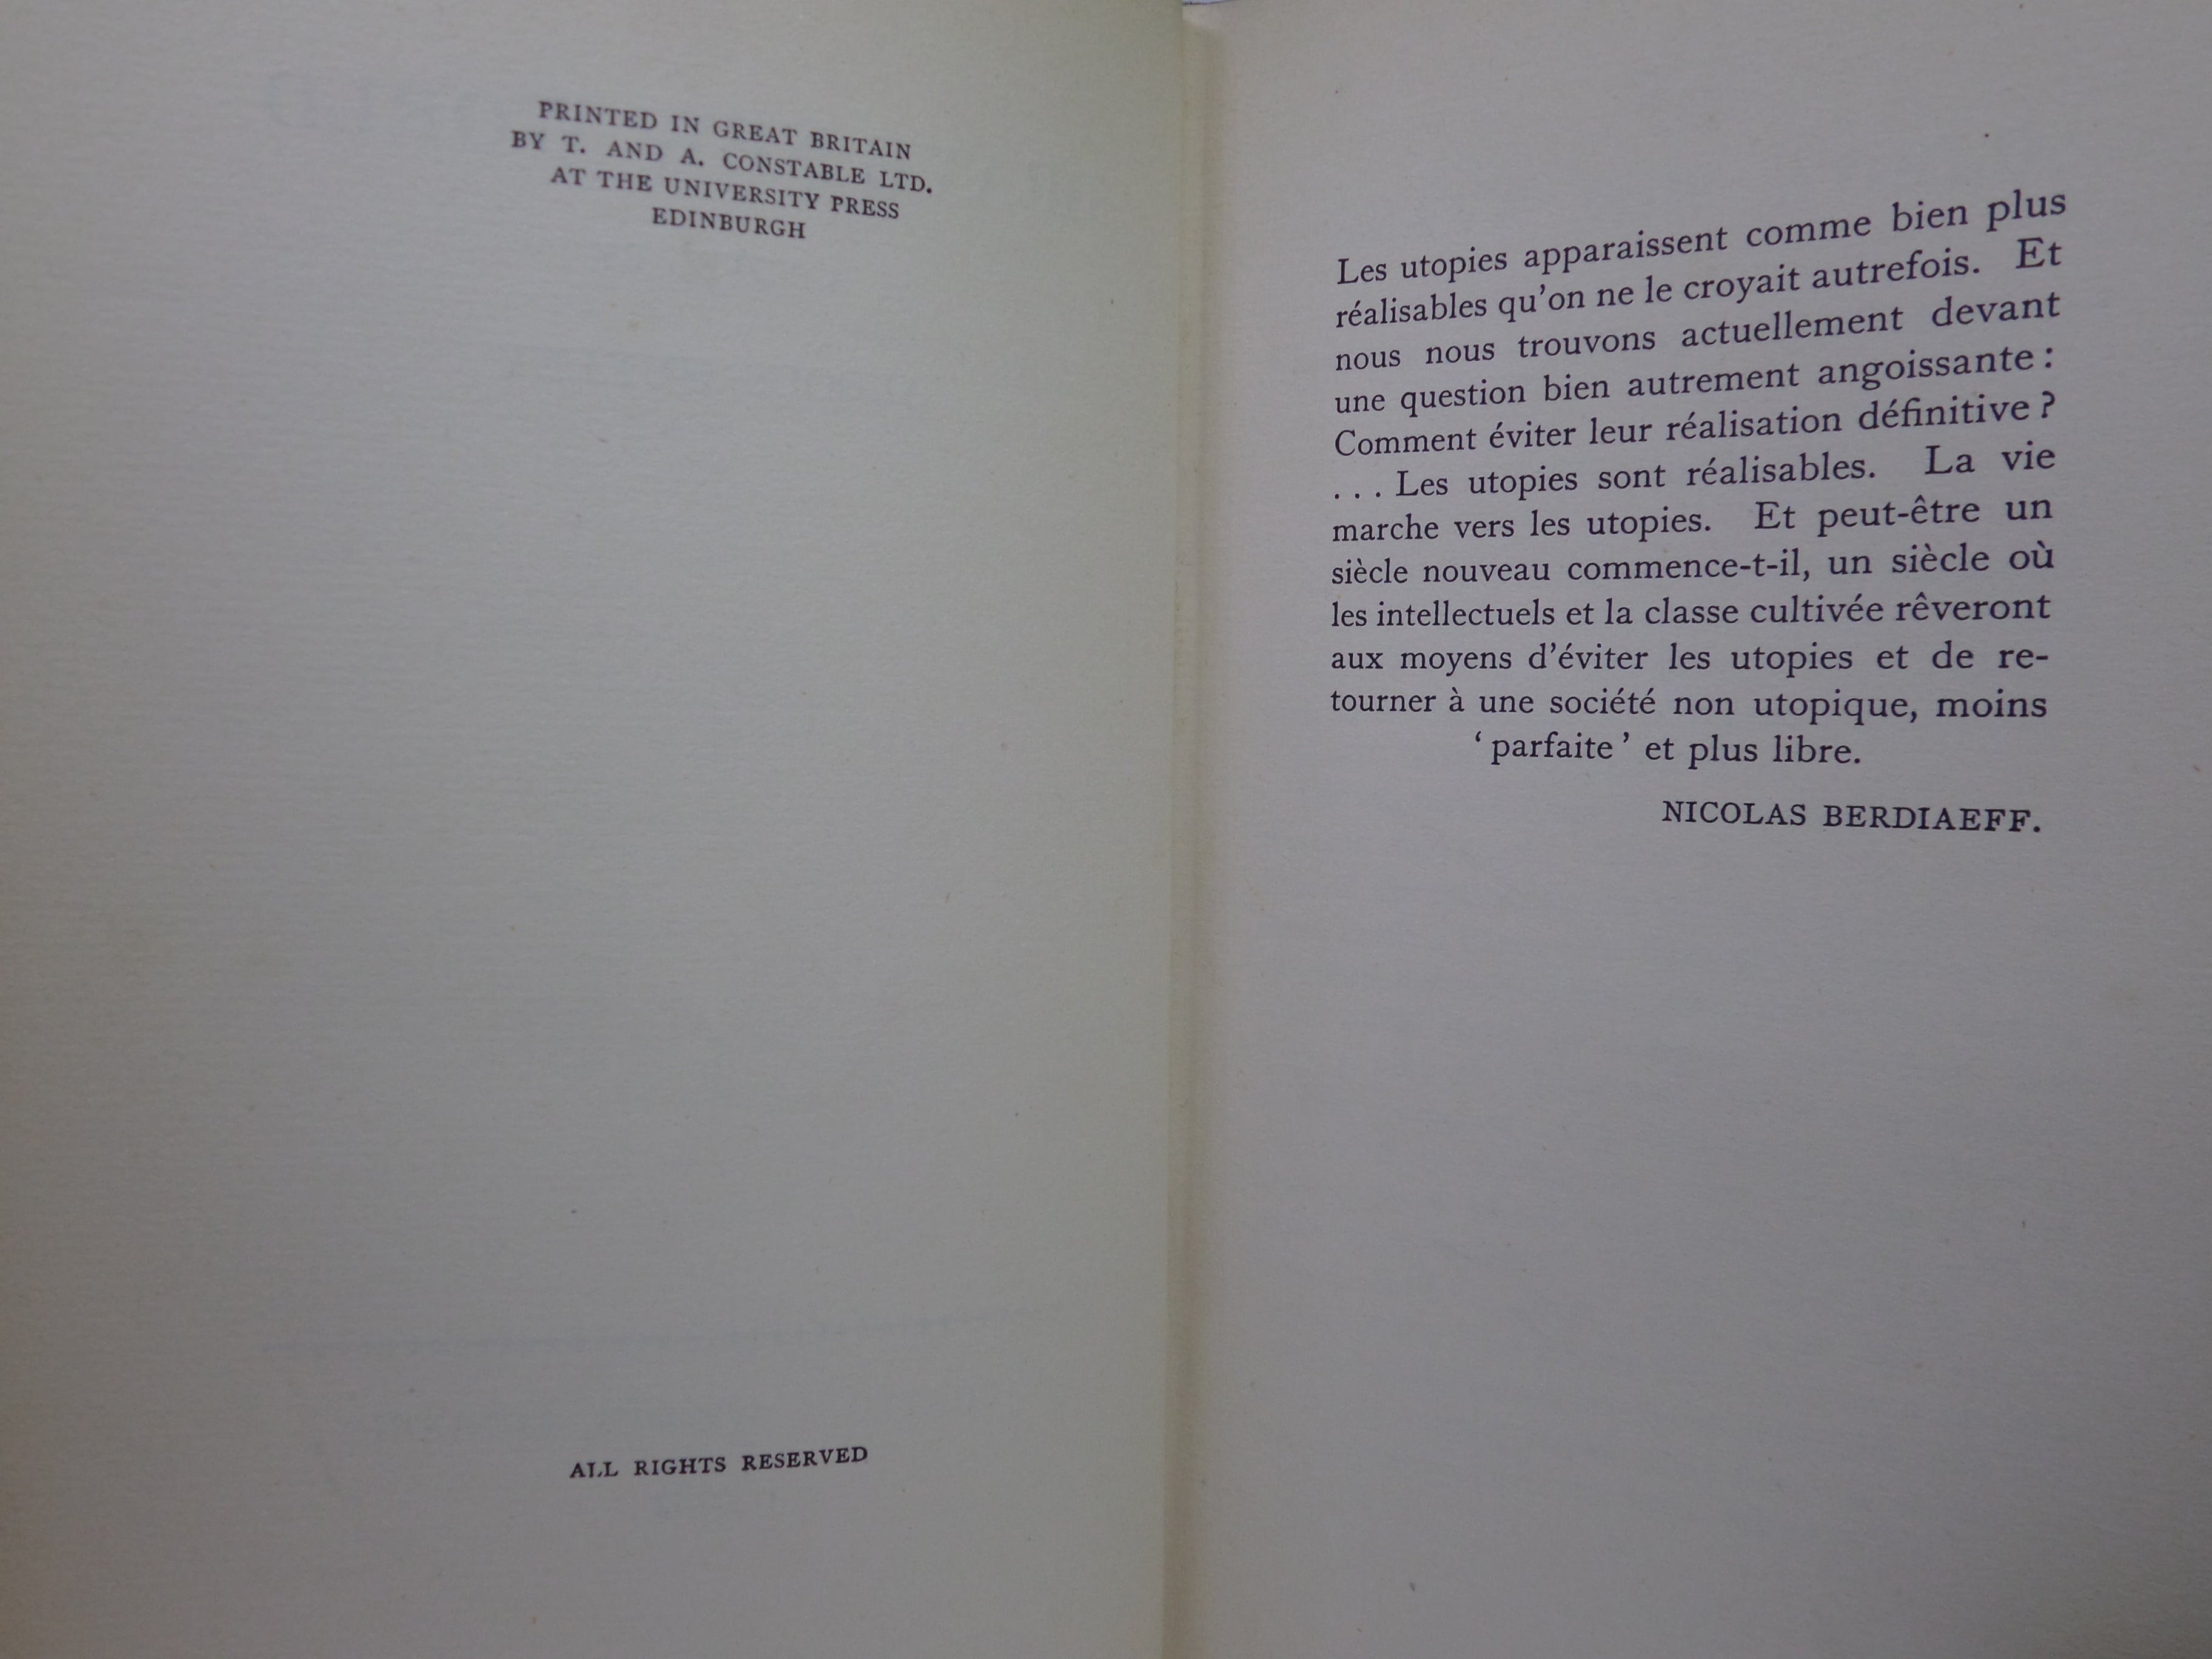 PRINTED IN GREAT BRITAIN
BY T. AND A. CONSTABLE LTD.
AT THE UNIVERSITY PRESS
EDINBURGH
ALL RIGHTS RESERVED
Les utopies apparaissent comme bien plus
réalisables qu'on ne le croyait autrefois. Et
nous nous trouvons actuellement devant
une question bien autrement angoissante :
Comment éviter leur réalisation définitive ?
... Les utopies sont réalisables. La vie
marche vers les utopies. Et peut-être un
siècle nouveau commence-t-il, un siècle où
les intellectuels et la classe cultivée rêveront
aux moyens d'éviter les utopies et de re-
tourner à une société non utopique, moins
‘ parfaite ’ et plus libre.
NICOLAS BERDIAEFF.